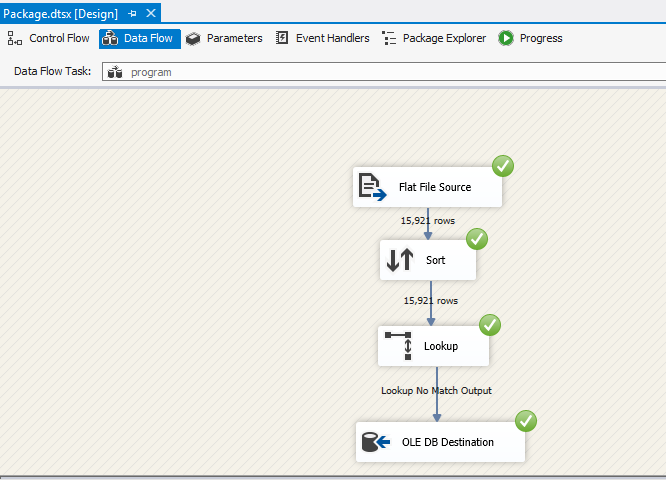 Package.dtsx [Design]
Control Flow Data Flow Parameters Event Handlers Package Explorer Progress
Data Flow Task: program
Flat File Source
15,921 rows
Sort
15,921 rows
Lookup
Lookup No Match Output
OLE DB Destination